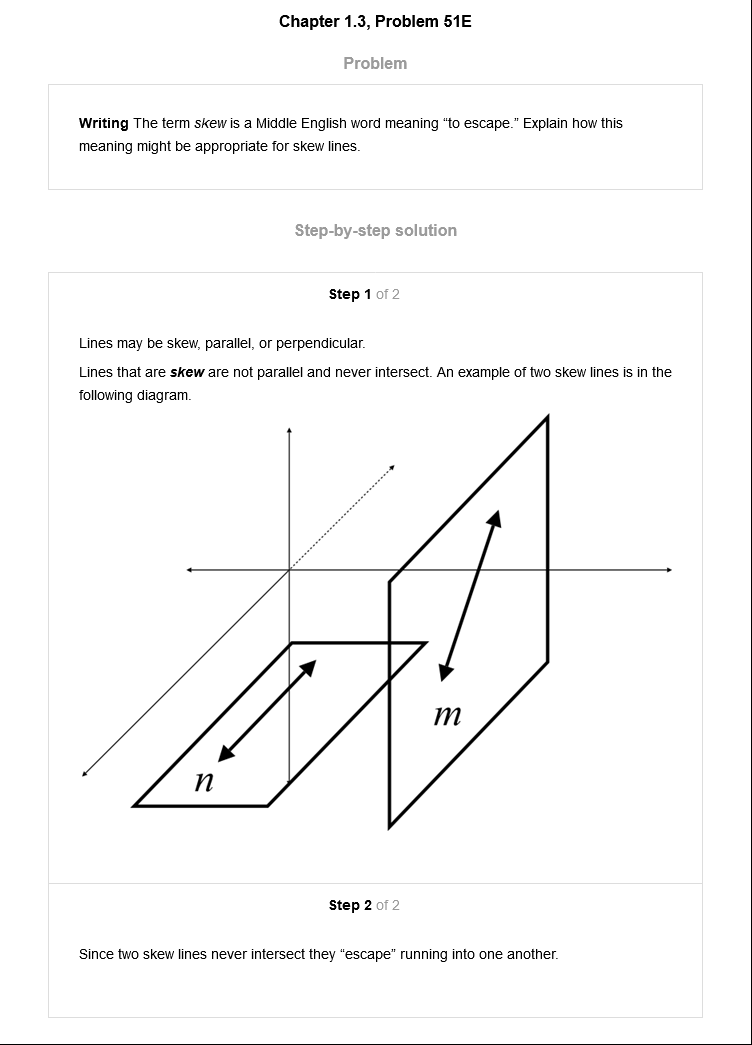 Chapter 1.3, Problem 51E
Problem
Writing The term skew is a Middle English word meaning “to escape.” Explain how this
meaning might be appropriate for skew lines.
Step-by-step solution
Step 1 of 2
Lines may be skew, parallel, or perpendicular.
Lines that are skew are not parallel and never intersect. An example of two skew lines is in the
following diagram.
m
n
Step 2 of 2
Since two skew lines never intersect they “escape” running into one another.